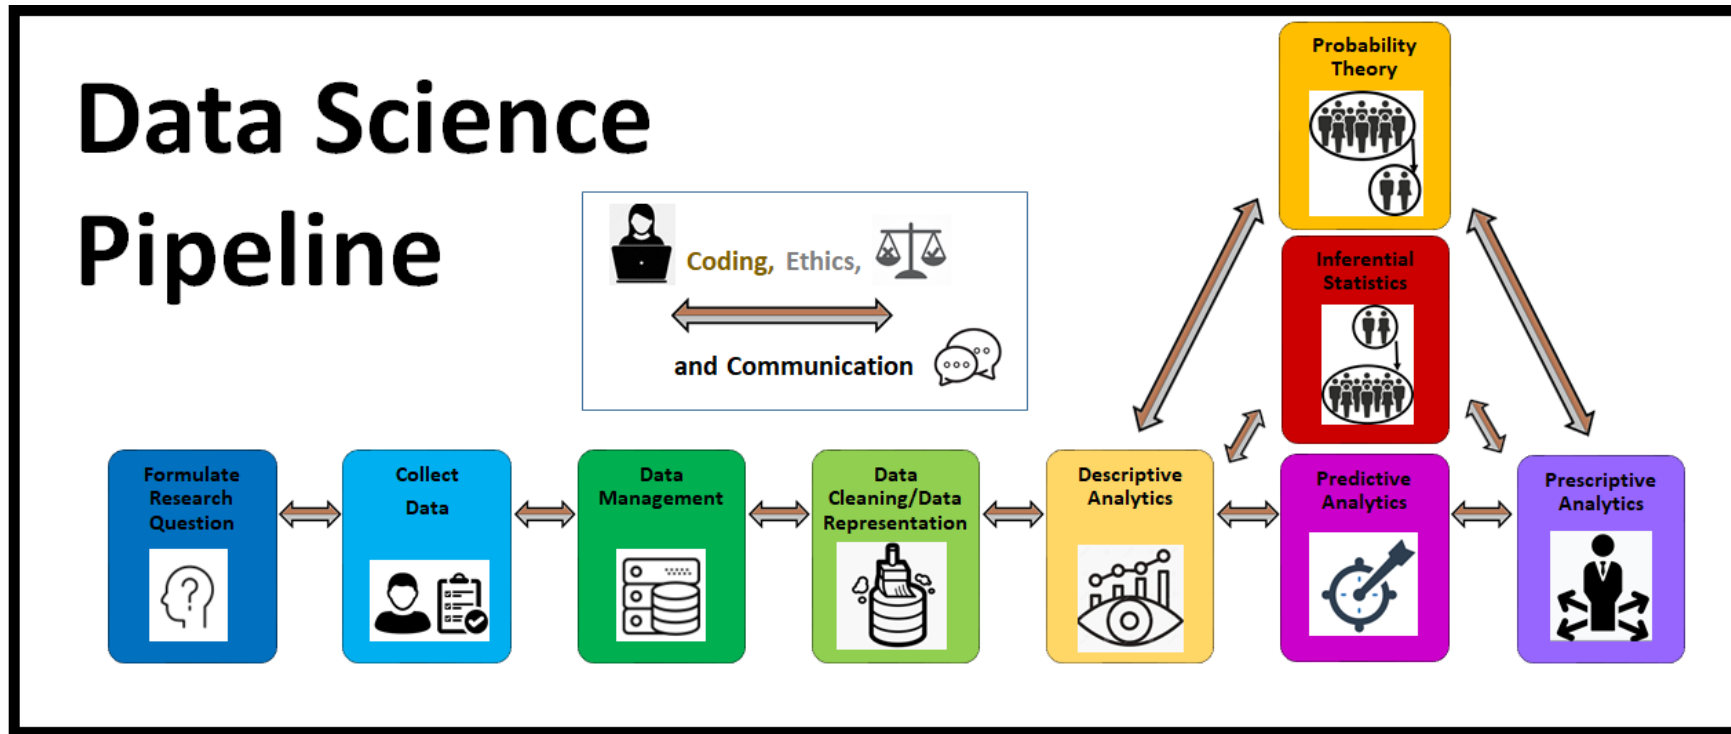 Data Science
Pipeline
Coding, Ethics,
and Communication
Probability
Theory
Inferential
Statistics
Formulate
Research
Question
Collect
Data
Data
Management
Data
Cleaning/Data
Representation
Descriptive
Analytics
Predictive
Analytics
Prescriptive
Analytics